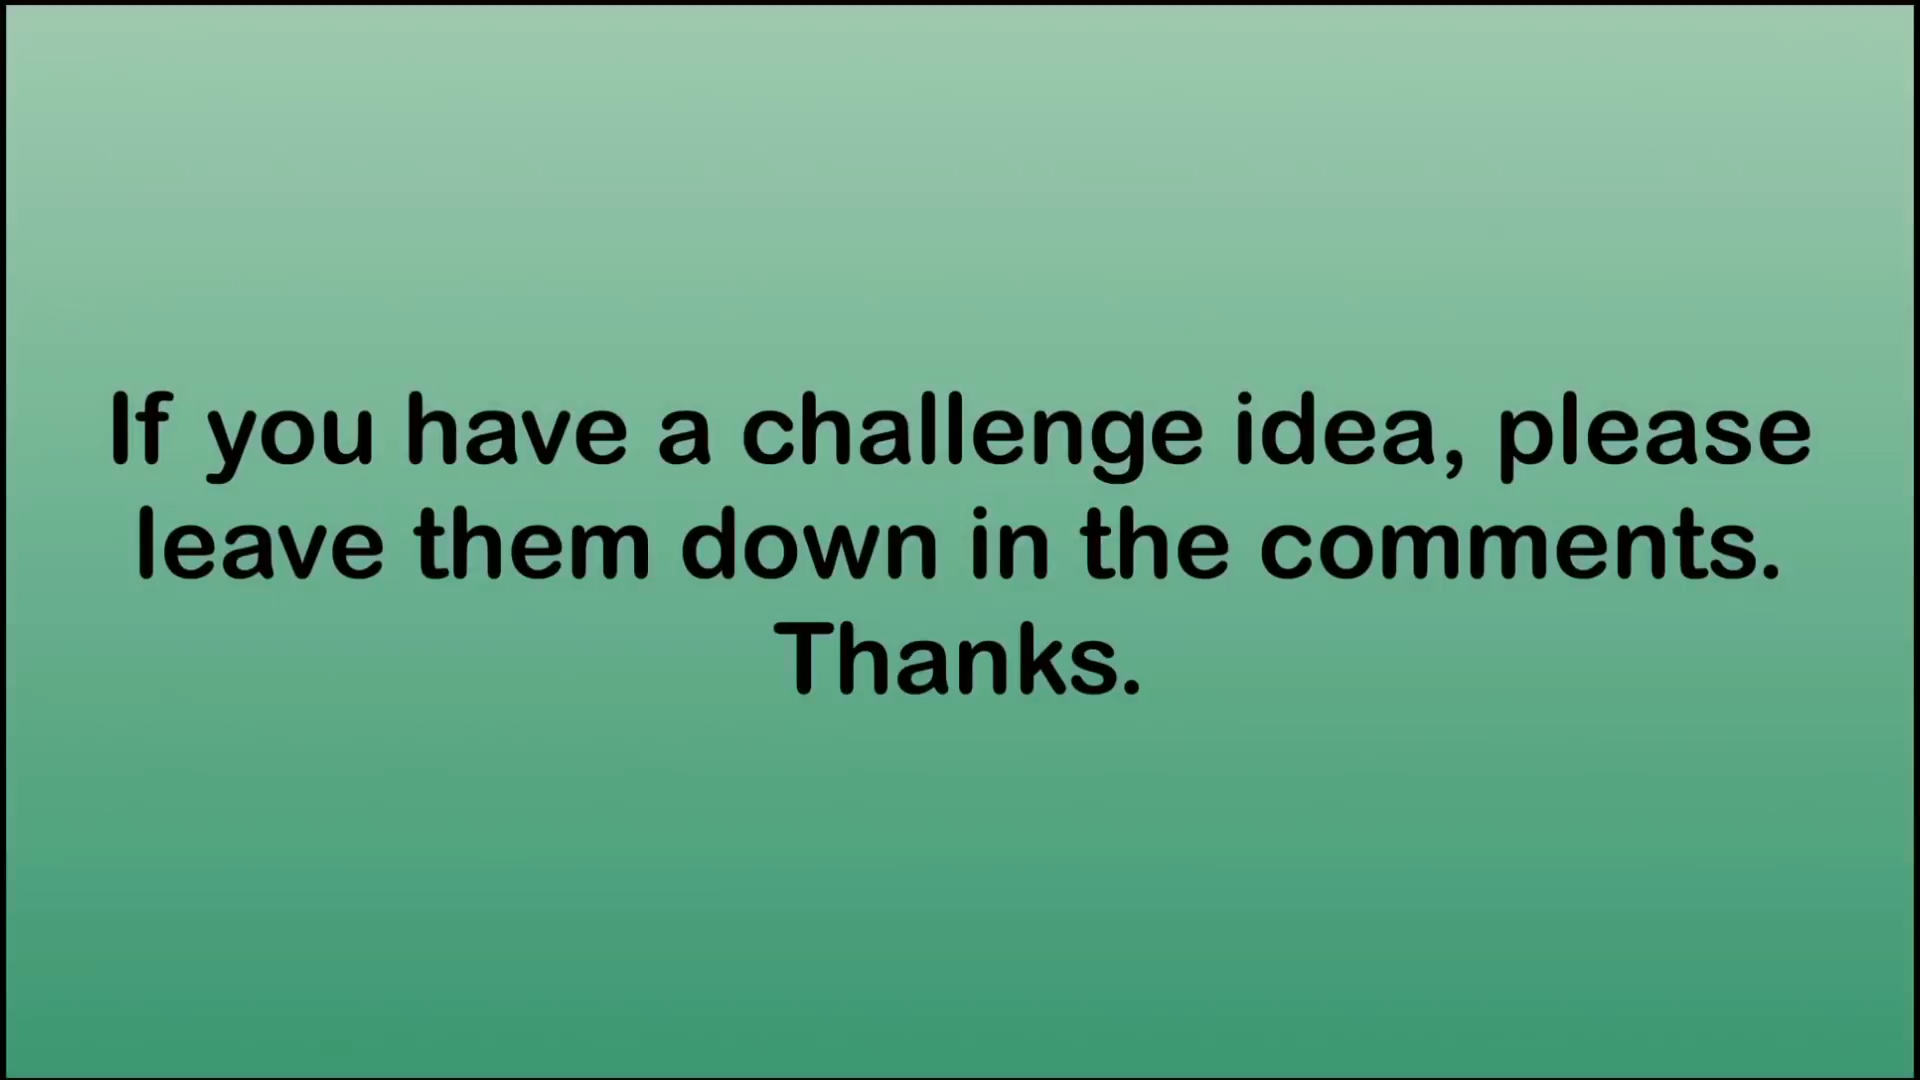 If you have a challenge idea, please
leave them down in the comments.
Thanks.